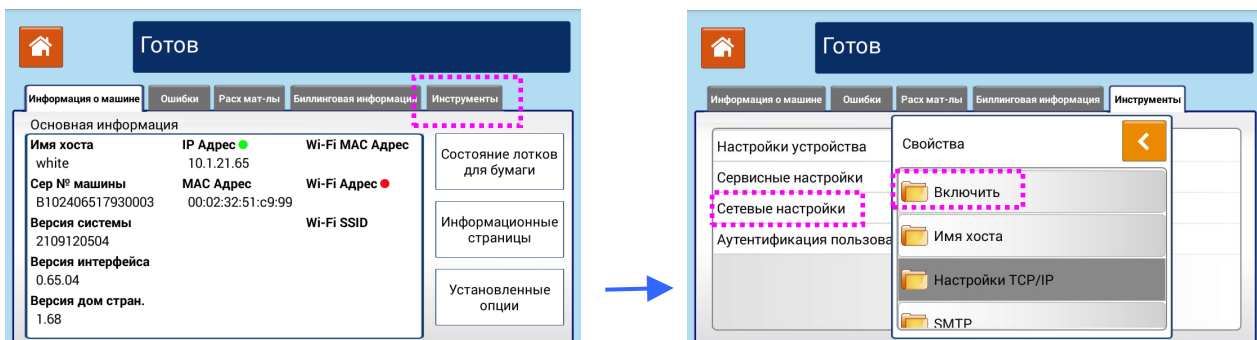 Готов
Информация о машине Ошибки Расх мат-лы Биллинговая информация Инструменты
Основная информация
Имя хоста IP Адрес Wi-Fi MAC Адрес
white 10.1.21.65
Сер № машины MAC Адрес Wi-Fi Адрес
B102406517930003 00:02:32:51:c9:99
Версия системы Wi-Fi SSID
2109120504
Версия интерфейса
0.65.04
Версия дом стран.
1.68
Состояние лотков
для бумаги
Информационные
страницы
Установленные
опции
Готов
Информация о машине Ошибки Расх мат-лы Биллинговая информация Инструменты
Настройки устройства
Сервисные настройки
Сетевые настройки
Аутентификация пользова
Свойства
Включить
Имя хоста
Настройки TCP/IP
SMTP